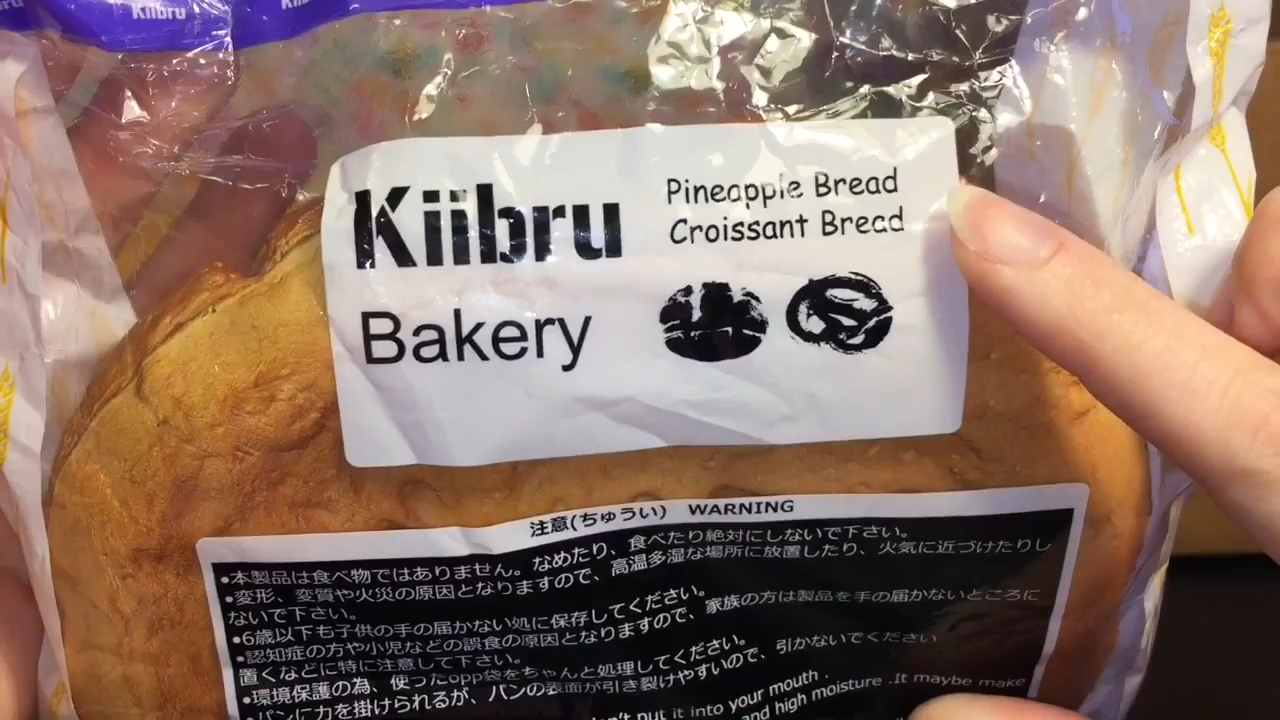 Kiibru
Kiibru
Pineapple Bread
Croissant Bread
Bakery
注意(ちゅうい) WARNING
●本製品は食べ物ではありません。なめたり、食べたり絶対にしないで下さい。
●変形、変質や火災の原因となりますので、高温多湿な場所に放置したり、火気に近づけたりし
ないで下さい。
●6歳以下も子供の手の届かない処に保存してください。
●認知症の方や小児などの誤食の原因となりますので、家族の方は製品を手の届かないところに
置くなどに特に注意して下さい。
●環境保護の為、使ったopp袋をちゃんと処理してください。
●パンに力を掛けられるが、パンの表面が引き裂けやすいので、引かないでください
put it into your mouth .
and high moisture .It maybe make